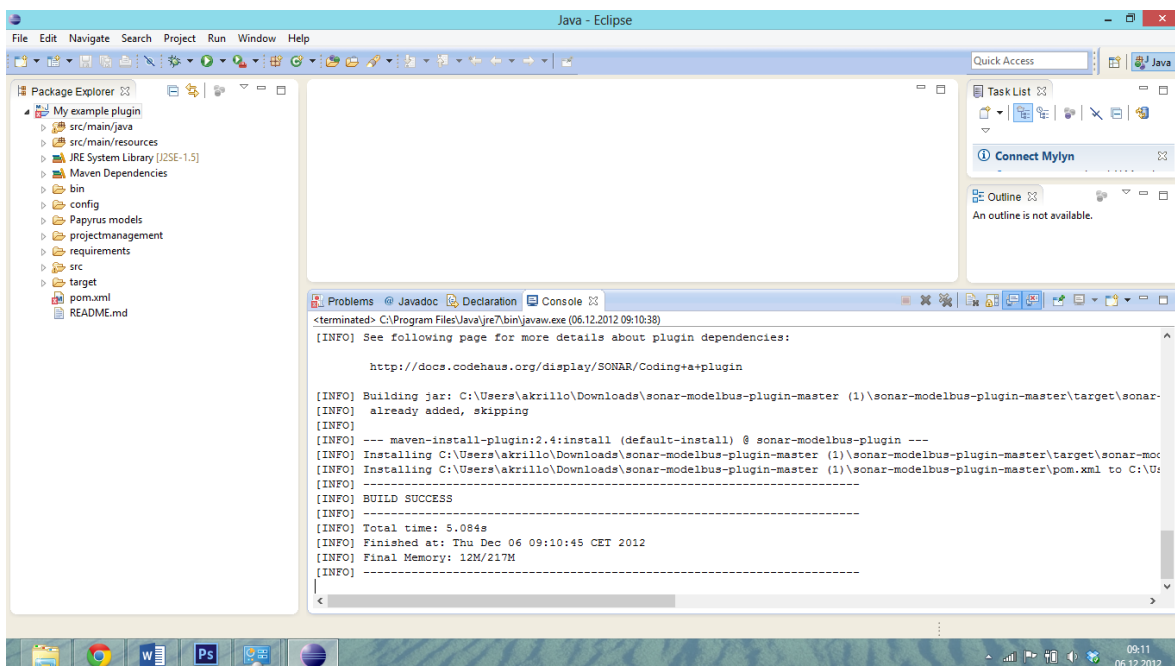 Java - Eclipse
File Edit Navigate Search Project Run Window Help
Quick Access
Java
Package Explorer
My example plugin
src/main/java
src/main/resources
JRE System Library [J2SE-1.5]
Maven Dependencies
bin
config
Papyrus models
projectmanagement
requirements
src
target
pom.xml
README.md
Task List
Connect Mylyn
Outline
An outline is not available.
Problems @ Javadoc Declaration Console
<terminated> C:\Program Files\Java\jre7\bin\javaw.exe (06.12.2012 09:10:38)
[INFO] See following page for more details about plugin dependencies:
http://docs.codehaus.org/display/SONAR/Coding+a+plugin
[INFO] Building jar: C:\Users\akrillo\Downloads\sonar-modelbus-plugin-master (1)\sonar-modelbus-plugin-master\target\sonar-
[INFO] already added, skipping
[INFO]
[INFO] --- maven-install-plugin:2.4:install (default-install) @ sonar-modelbus-plugin ---
[INFO] Installing C:\Users\akrillo\Downloads\sonar-modelbus-plugin-master (1)\sonar-modelbus-plugin-master\target\sonar-mod
[INFO] Installing C:\Users\akrillo\Downloads\sonar-modelbus-plugin-master (1)\sonar-modelbus-plugin-master\pom.xml to C:\Us
[INFO] ------------------------------------------------------------------------
[INFO] BUILD SUCCESS
[INFO] ------------------------------------------------------------------------
[INFO] Total time: 5.084s
[INFO] Finished at: Thu Dec 06 09:10:45 CET 2012
[INFO] Final Memory: 12M/217M
[INFO] ------------------------------------------------------------------------
Ps
09:11
06.12.2012